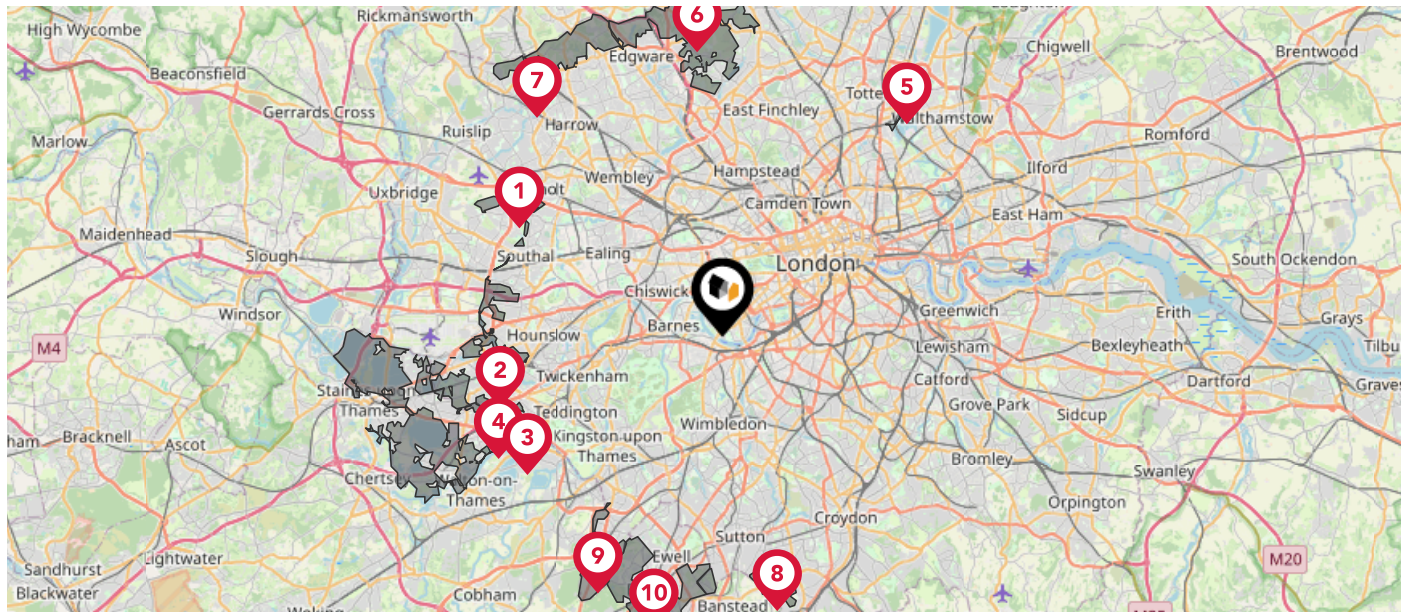 Rickmansworth
High Wycombe
6
Chigwell
Brentwood
Edgware
Beaconsfield
7
5
Gerrards Cross
East Finchley
Harrow
Ruislip
Marlow
Romford
Hampstead
Ilford
Wembley
1
Uxbridge
Camden Town
East Ham
Maidenhead
Ealing
Slough
Southal
London
South Ockendon
Chiswick
Windsor
Greenwich
Erith
Grays
Barnes
Hounslow
M4
Lewisham
Bexleyheath
2
Twickenham
Catford
Dartford
Thames
Grove Park
Teddington
Sidcup
4
3
Wimbledon
Kingston upon
Thames
Bracknell
Ascot
Bromley
Swanley
Thames
Orpington
Croydon
Sutton
9
Ewell
Lightwater
M20
Sandhurst
8
Blackwater
Cobham
10
Banstead